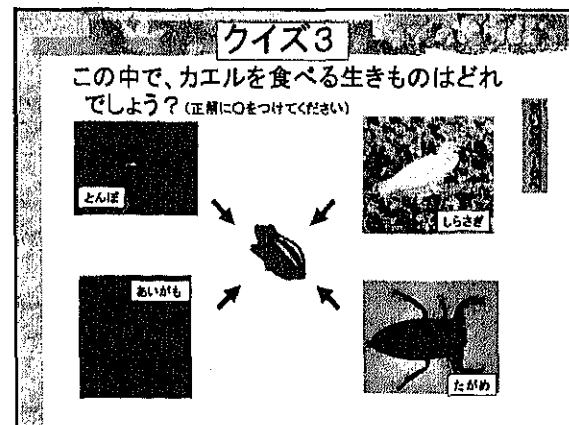 クイズ3
この中で、カエルを食べる生きものはどれ
でしょう?(正解に〇をつけてください)
とんぼ
しらさぎ
あいがも
たがめ